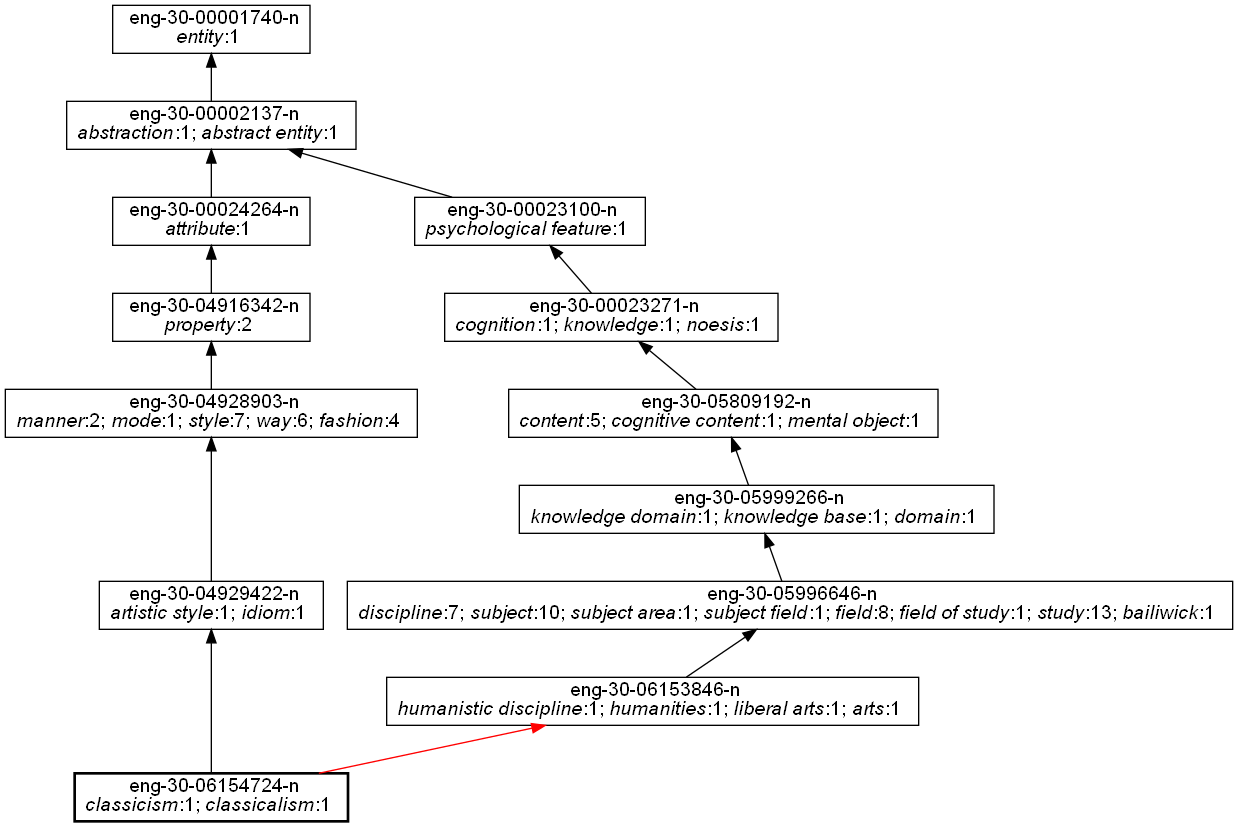 eng-30-00001740-n
entity:1
eng-30-00002137-n
abstraction:1; abstract entity:1
eng-30-00024264-n
attribute:1
eng-30-00023100-n
psychological feature:1
eng-30-04916342-n
property:2
eng-30-00023271-n
cognition:1; knowledge:1; noesis:1
eng-30-04928903-n
manner:2; mode:1; style:7; way:6; fashion:4
eng-30-05809192-n
content:5; cognitive content:1; mental object:1
eng-30-05999266-n
knowledge domain:1; knowledge base:1; domain:1
eng-30-04929422-n
artistic style:1; idiom:1
eng-30-05996646-n
discipline:7; subject:10; subject area:1; subject field:1; field:8; field of study:1; study:13; bailiwick:1
eng-30-06153846-n
humanistic discipline:1; humanities:1; liberal arts:1; arts:1
eng-30-06154724-n
classicism:1; classicalism:1